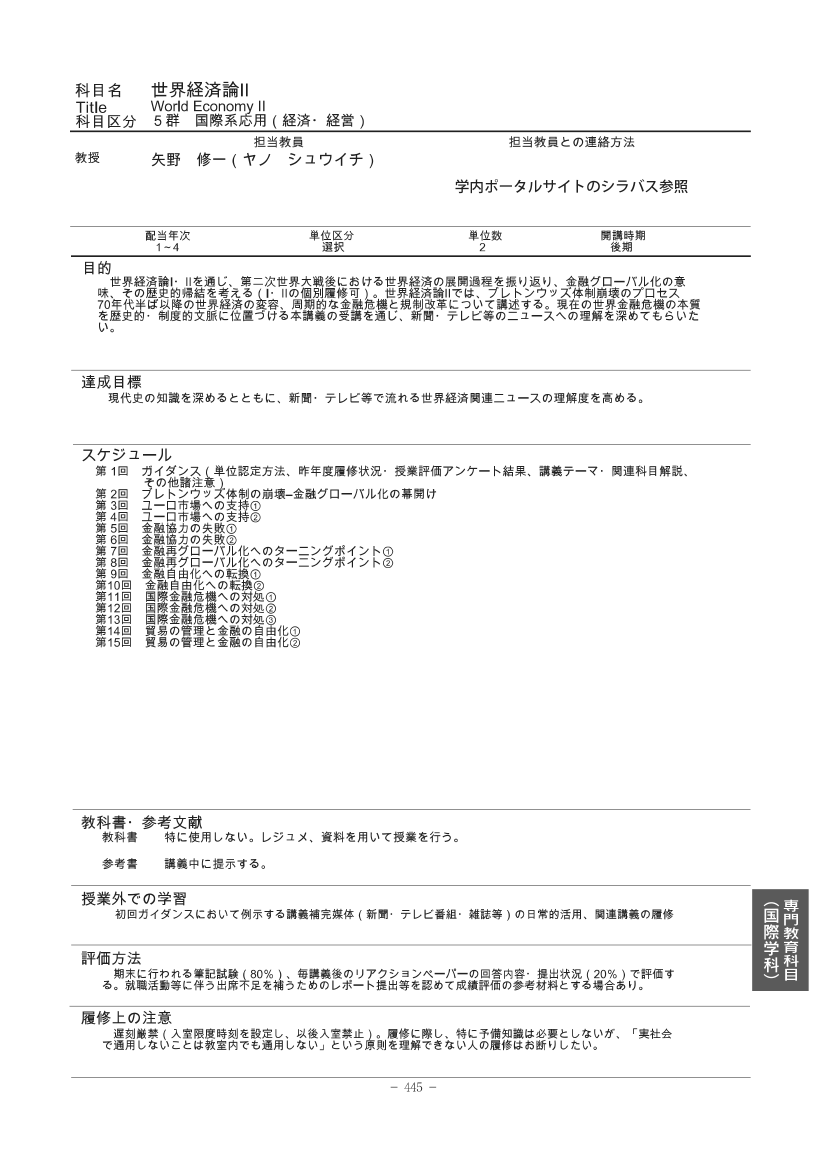 科目名　世界経済論II
Title　World Economy II
科目区分　５群　国際系応用（経済・経営）
担当教員　担当教員との連絡方法
教授　矢野　修一（ヤノ　シュウイチ）
学内ポータルサイトのシラバス参照
配当年次　単位区分　単位数　開講時期
1~4　選択　2　後期
目的
世界経済論I・IIを通じ、第二次世界大戦後における世界経済の展開過程を振り返り、金融グローバル化の意
味、その歴史的帰結を考える（I・IIの個別履修可）。世界経済論IIでは、ブレトンウッズ体制崩壊のプロセス
70年代半ば以降の世界経済の変容、周期的な金融危機と規制改革について講述する。現在の世界金融危機の本質
を歴史的・制度的文脈に位置づける本講義の受講を通じ、新聞・テレビ等のニュースへの理解を深めてもらいた
い。
達成目標
現代史の知識を深めるとともに、新聞・テレビ等で流れる世界経済関連ニュースの理解度を高める。
スケジュール
第 1回　ガイダンス（単位認定方法、昨年度履修状況・授業評価アンケート結果、講義テーマ・関連科目解説、
その他諸注意）
第 2回　ブレトンウッズ体制の崩壊–金融グローバル化の幕開け
第 3回　ユーロ市場への支持①
第 4回　ユーロ市場への支持②
第 5回　金融協力の失敗①
第 6回　金融協力の失敗②
第 7回　金融再グローバル化へのターニングポイント①
第 8回　金融再グローバル化へのターニングポイント②
第 9回　金融自由化への転換①
第10回　金融自由化への転換②
第11回　国際金融危機への対処①
第12回　国際金融危機への対処②
第13回　国際金融危機への対処③
第14回　貿易の管理と金融の自由化①
第15回　貿易の管理と金融の自由化②
教科書・参考文献
教科書　特に使用しない。レジュメ、資料を用いて授業を行う。
参考書　講義中に提示する。
授業外での学習
初回ガイダンスにおいて例示する講義補完媒体（新聞・テレビ番組・雑誌等）の日常的活用、関連講義の履修
評価方法
期末に行われる筆記試験（80％）、毎講義後のリアクションペーパーの回答内容・提出状況（20％）で評価す
る。就職活動等に伴う出席不足を補うためのレポート提出等を認めて成績評価の参考材料とする場合あり。
履修上の注意
遅刻厳禁（入室限度時刻を設定し、以後入室禁止）。履修に際し、特に予備知識は必要としないが、「実社会
で通用しないことは教室内でも通用しない」という原則を理解できない人の履修はお断りしたい。
専門教育科目
（国際学科）
－ 445 －